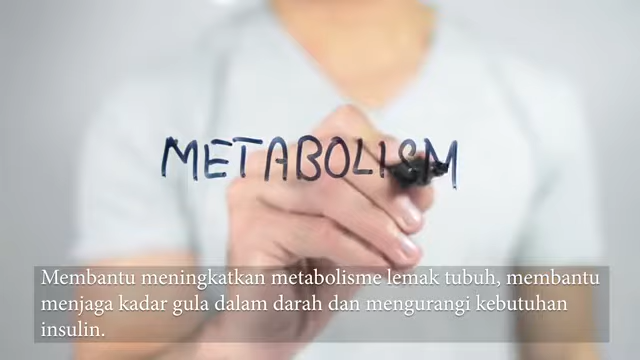 METABOLISM
Membantu meningkatkan metabolisme lemak tubuh, membantu
menjaga kadar gula dalam darah dan mengurangi kebutuhan
insulin.